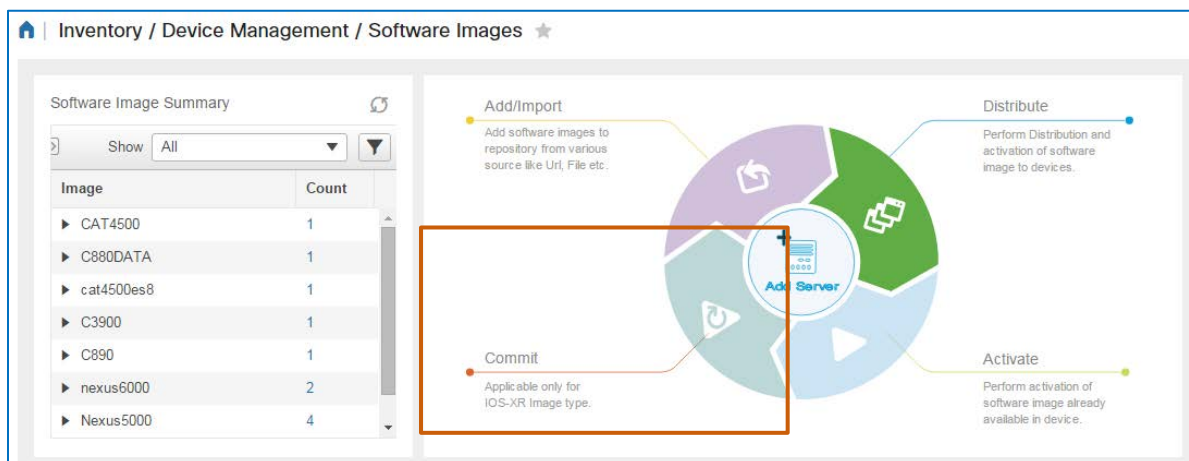 Inventory / Device Management / Software Images
Software Image Summary
Show All
Image Count
CAT4500 1
C880DATA 1
cat4500es8 1
C3900 1
C890 1
nexus6000 2
Nexus5000 4
Add/Import
Add software images to
repository from various
source like Url, File etc.
Distribute
Perform Distribution and
activation of software
image to devices.
Add Server
Commit
Applicable only for
IOS-XR Image type.
Activate
Perform activation of
software image already
available in device.